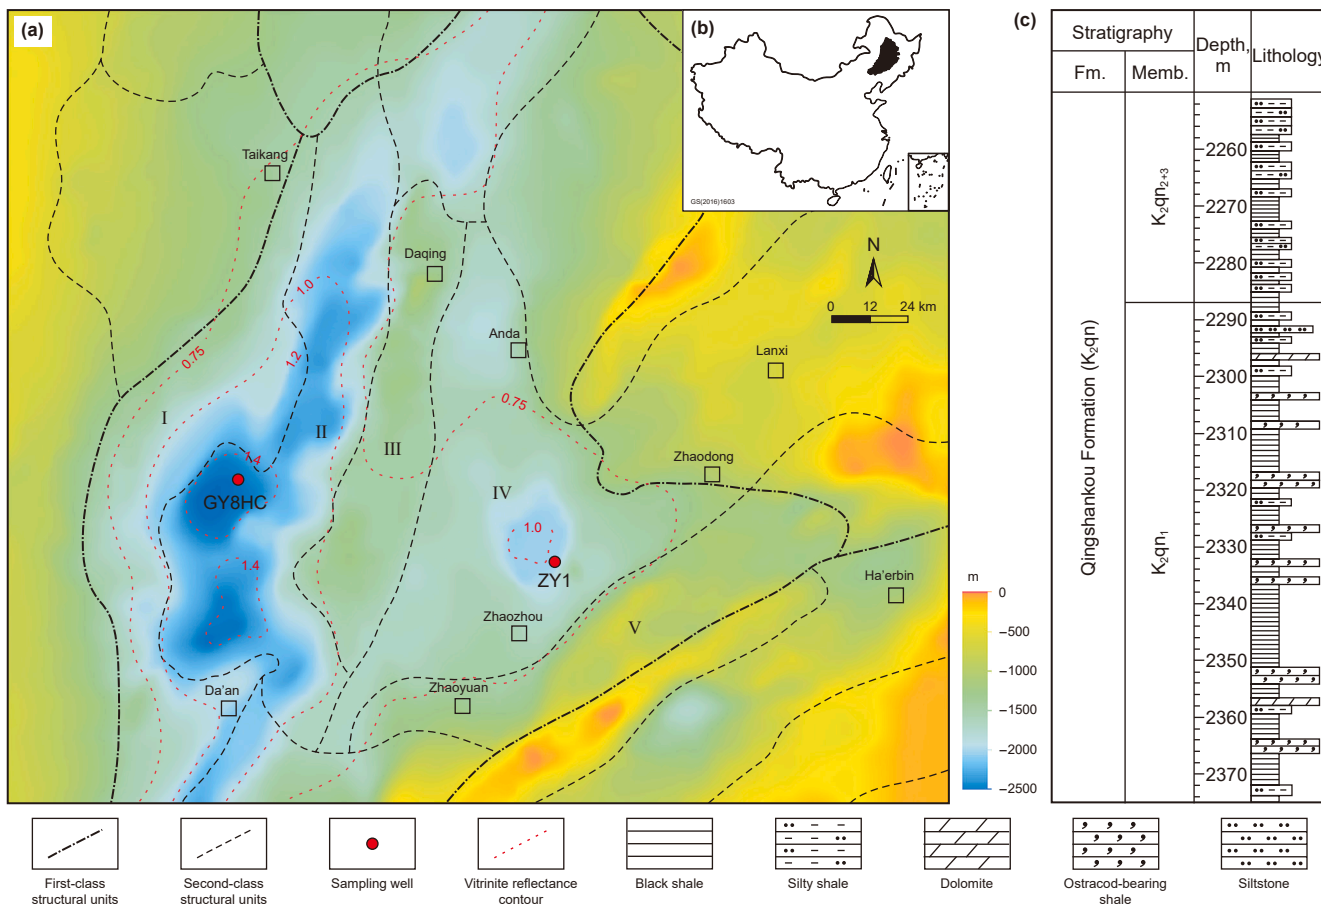 (a)
Taikang
Daqing
Anda
Lanxi
Zhaodong
Ha'erbin
Zhaozhou
Zhaoyuan
Da'an
GY8HC
ZY1
I
II
III
IV
V
0.75
1.0
1.2
1.4
1.4
0.75
1.0
N
0 12 24 km
m
0
−500
−1000
−1500
−2000
−2500
(b)
GS(2016)1603
(c)
Stratigraphy
Depth, m
Lithology
Fm.
Memb.
Qingshankou Formation (K₂qn)
K₂qn₂₊₃
K₂qn₁
2260
2270
2280
2290
2300
2310
2320
2330
2340
2350
2360
2370
First-class
structural units
Second-class
structural units
Sampling well
Vitrinite reflectance
contour
Black shale
Silty shale
Dolomite
Ostracod-bearing
shale
Siltstone